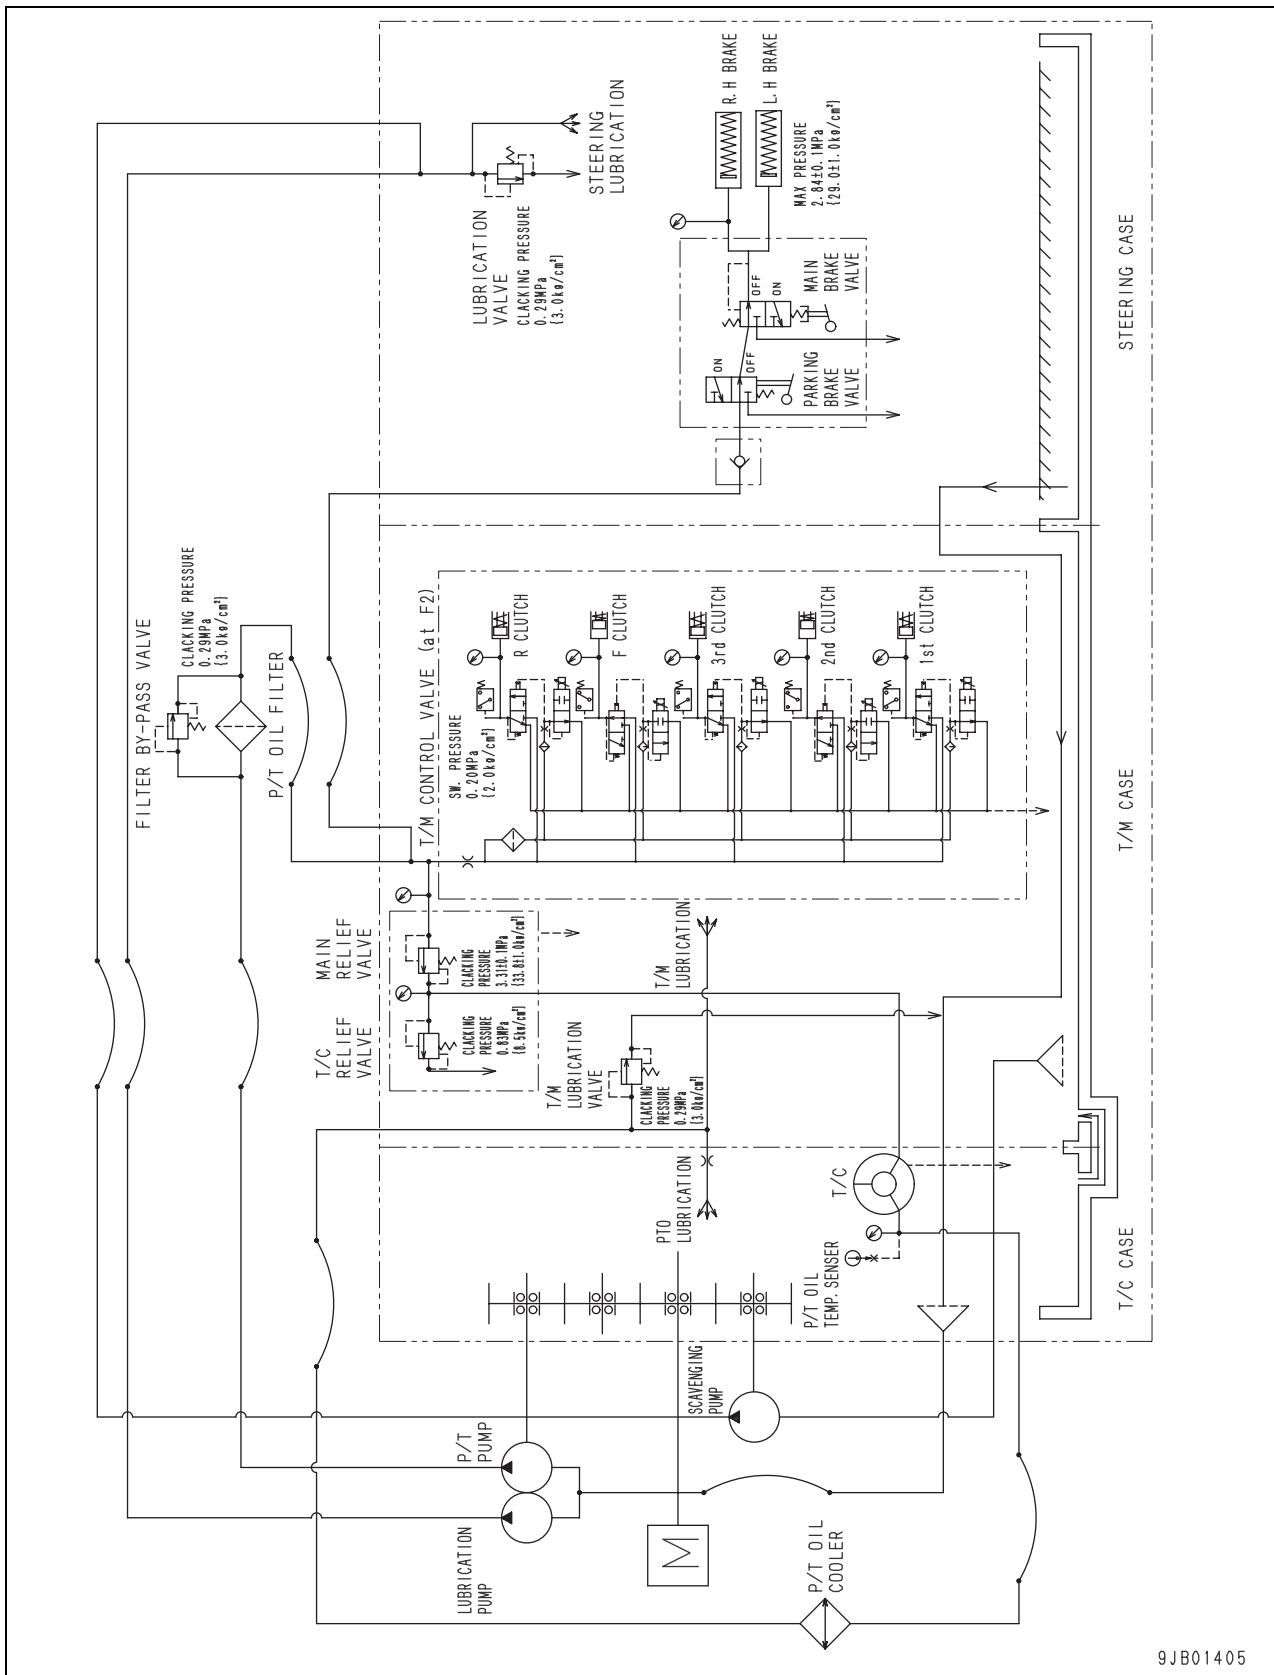 FILTER BY-PASS VALVE
CLACKING PRESSURE
0.29MPa
{3.0kg/cm²}
P/T OIL FILTER
LUBRICATION
VALVE
CLACKING PRESSURE
0.29MPa
{3.0kg/cm²}
STEERING
LUBRICATION
R.H BRAKE
L.H BRAKE
MAX PRESSURE
2.84±0.1MPa
{29.0±1.0kg/cm²}
ON
OFF
PARKING
BRAKE
VALVE
OFF
ON
MAIN
BRAKE
VALVE
STEERING CASE
T/M CONTROL VALVE (at F2)
SW. PRESSURE
0.20MPa
{2.0kg/cm²}
R CLUTCH
F CLUTCH
3rd CLUTCH
2nd CLUTCH
1st CLUTCH
T/M CASE
MAIN
RELIEF
VALVE
CLACKING
PRESSURE
3.31±0.1MPa
{33.8±1.0kg/cm²}
T/C
RELIEF
VALVE
CLACKING
PRESSURE
0.83MPa
{8.5kg/cm²}
T/M
LUBRICATION
T/M
LUBRICATION
VALVE
CLACKING
PRESSURE
0.29MPa
{3.0kg/cm²}
PTO
LUBRICATION
T/C
P/T OIL
TEMP. SENSER
T/C CASE
SCAVENGING
PUMP
P/T
PUMP
LUBRICATION
PUMP
M
P/T OIL
COOLER
9JB01405